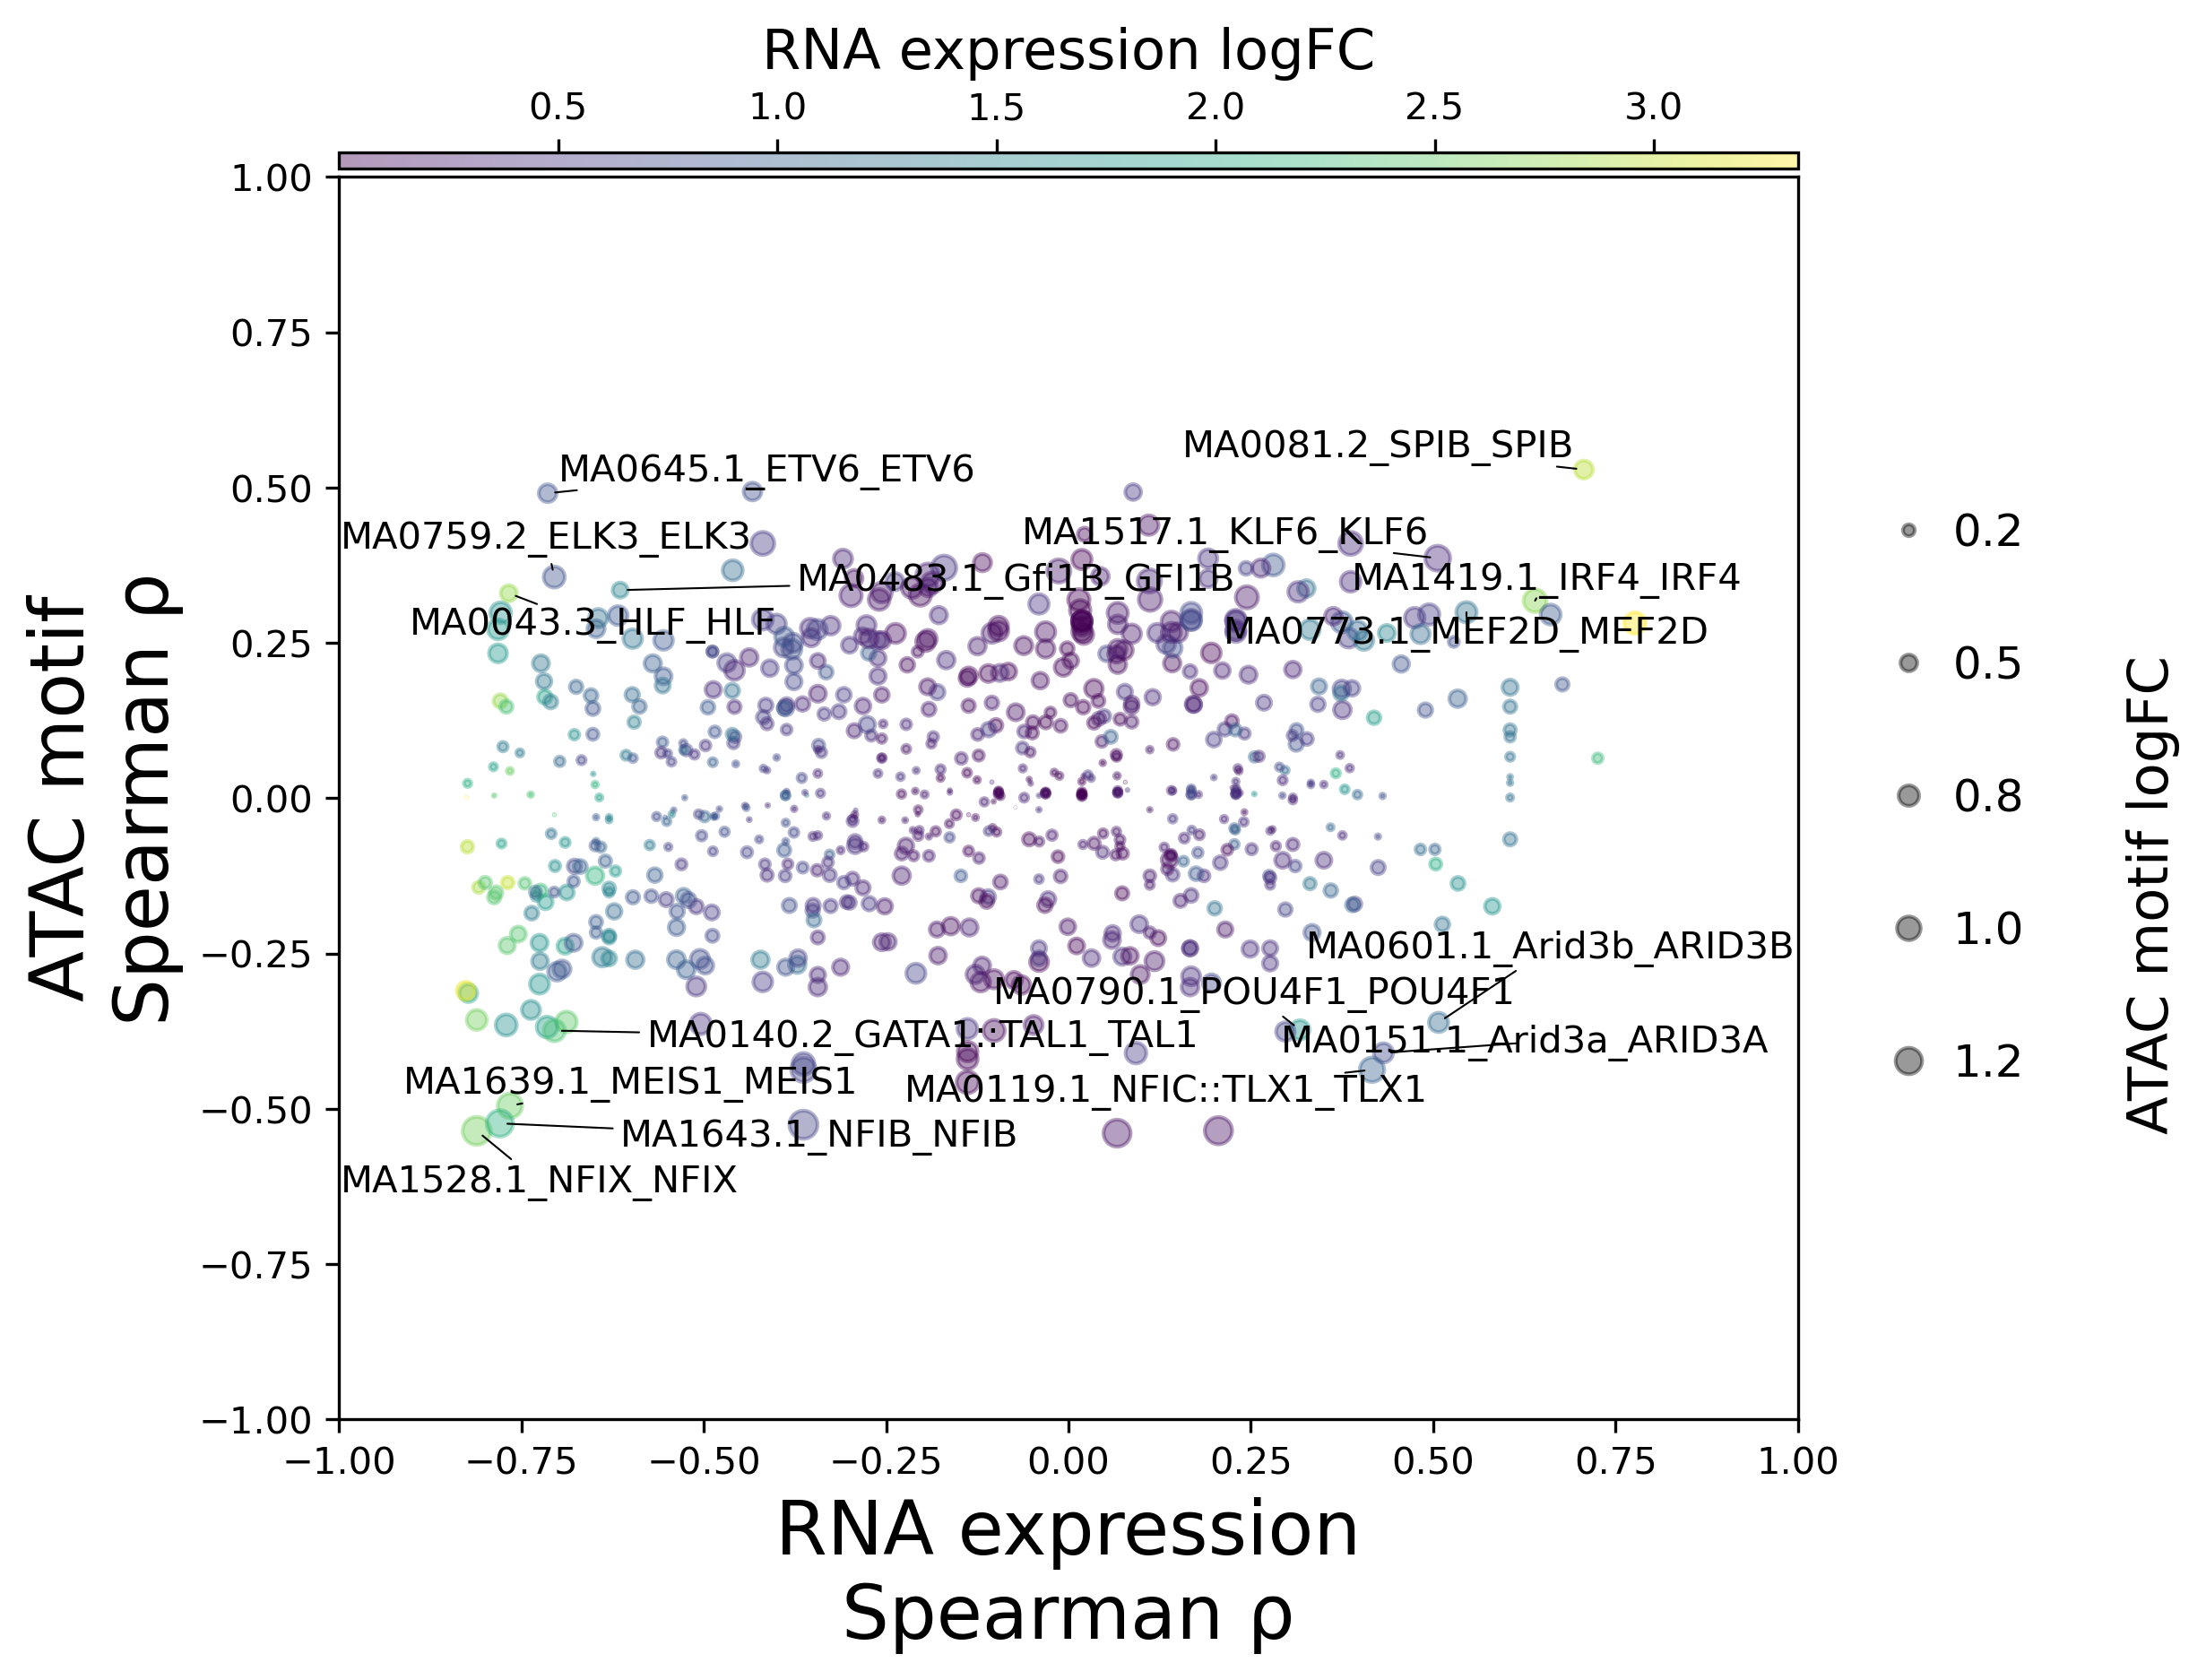 RNA expression logFC
0.5 1.0 1.5 2.0 2.5 3.0
1.00
0.75
0.50
0.25
0.00
−0.25
−0.50
−0.75
−1.00
ATAC motif
Spearman ρ
MA0081.2_SPIB_SPIB
MA0645.1_ETV6_ETV6
MA0759.2_ELK3_ELK3
MA1517.1_KLF6_KLF6
MA0483.1_Gfi1B_GFI1B
MA1419.1_IRF4_IRF4
MA0043.3_HLF_HLF
MA0773.1_MEF2D_MEF2D
MA0601.1_Arid3b_ARID3B
MA0790.1_POU4F1_POU4F1
MA0140.2_GATA1::TAL1_TAL1
MA0151.1_Arid3a_ARID3A
MA1639.1_MEIS1_MEIS1
MA0119.1_NFIC::TLX1_TLX1
MA1643.1_NFIB_NFIB
MA1528.1_NFIX_NFIX
−1.00 −0.75 −0.50 −0.25 0.00 0.25 0.50 0.75 1.00
RNA expression
Spearman ρ
0.2
0.5
0.8
1.0
1.2
ATAC motif logFC